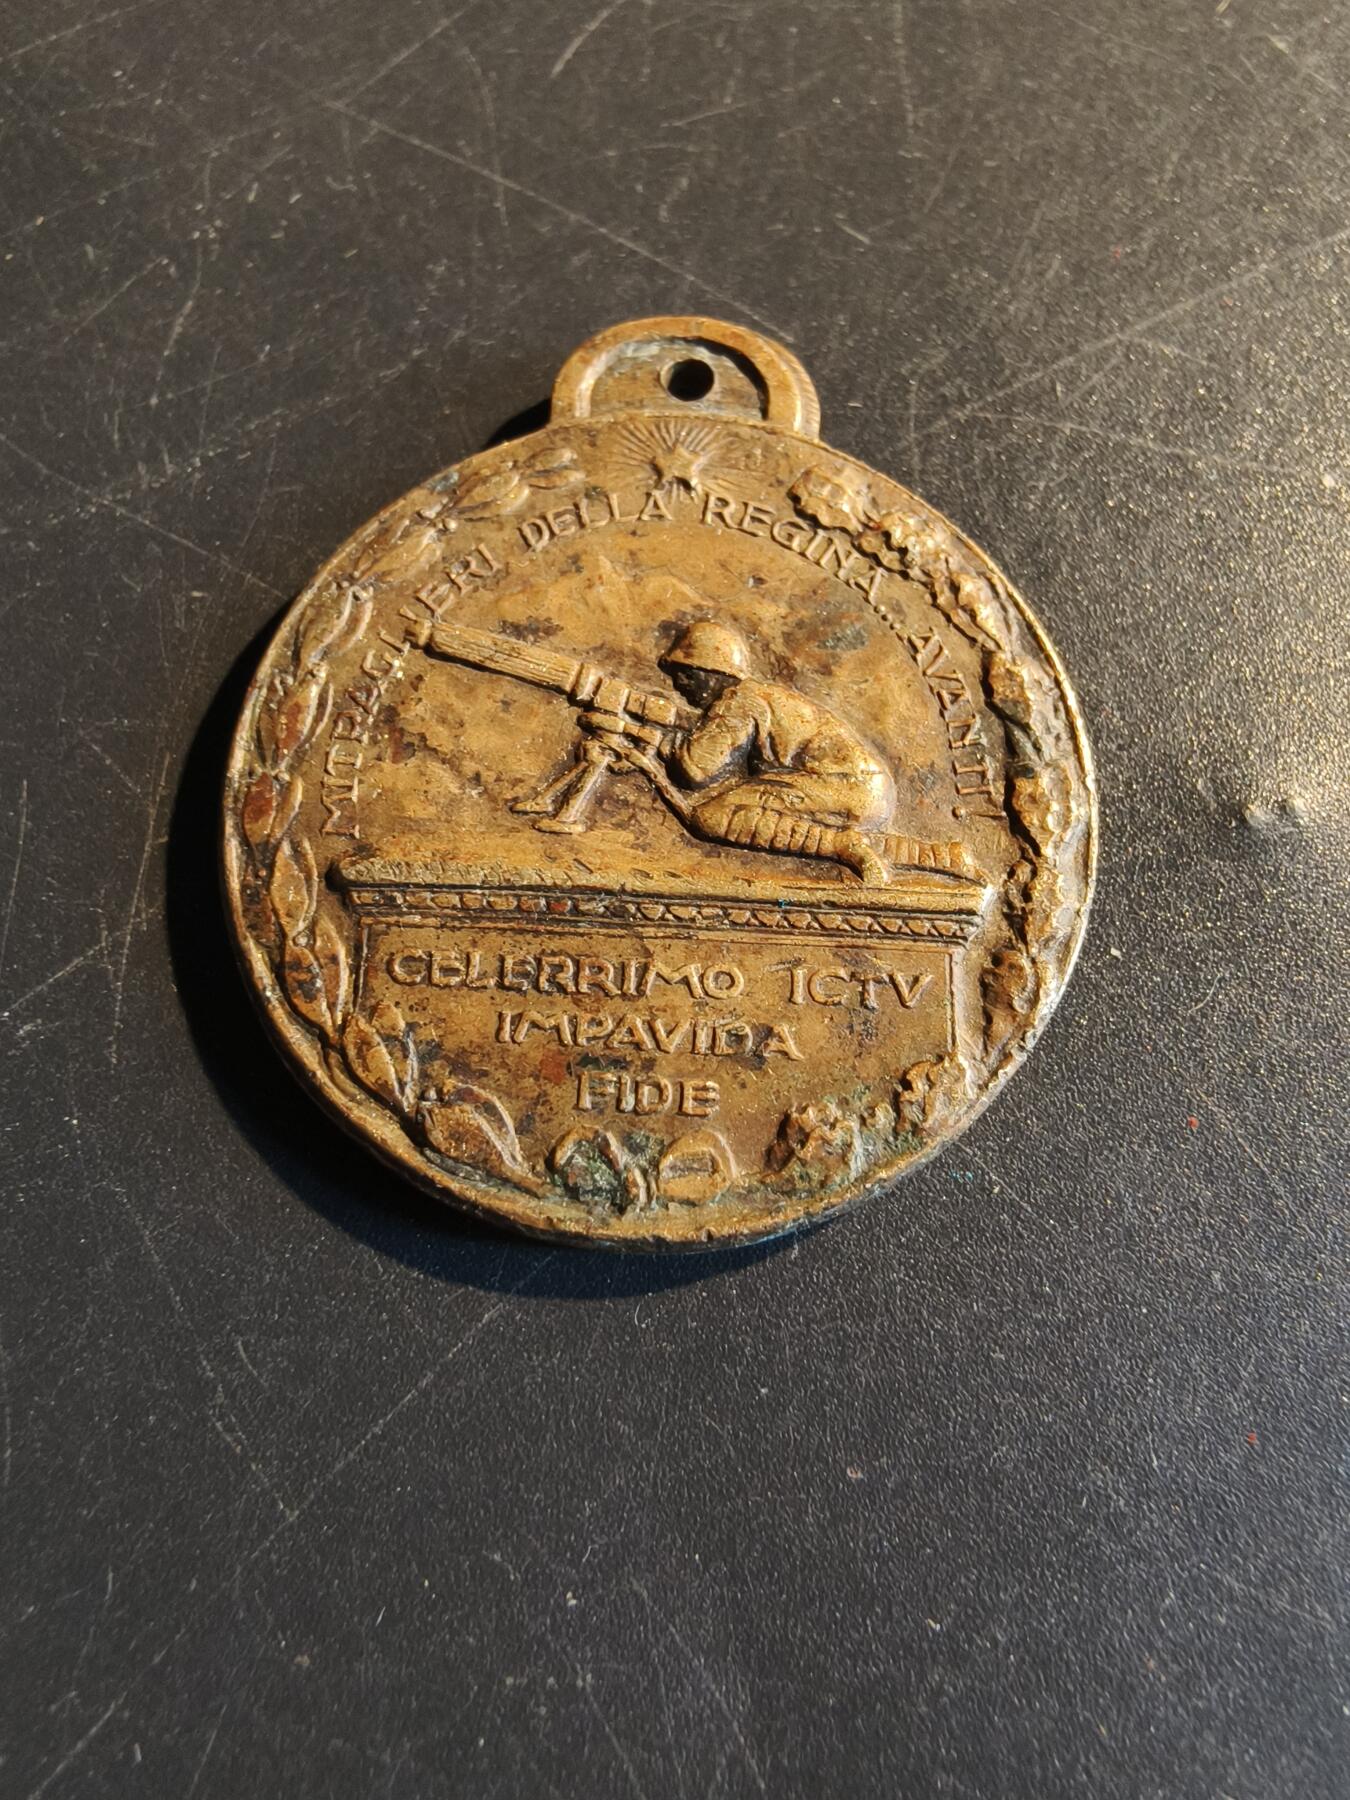 MITRAGLIERI DELLA REGINA... AVANTI!
CELERRIMO ICTV
IMPAVIDA
FIDE